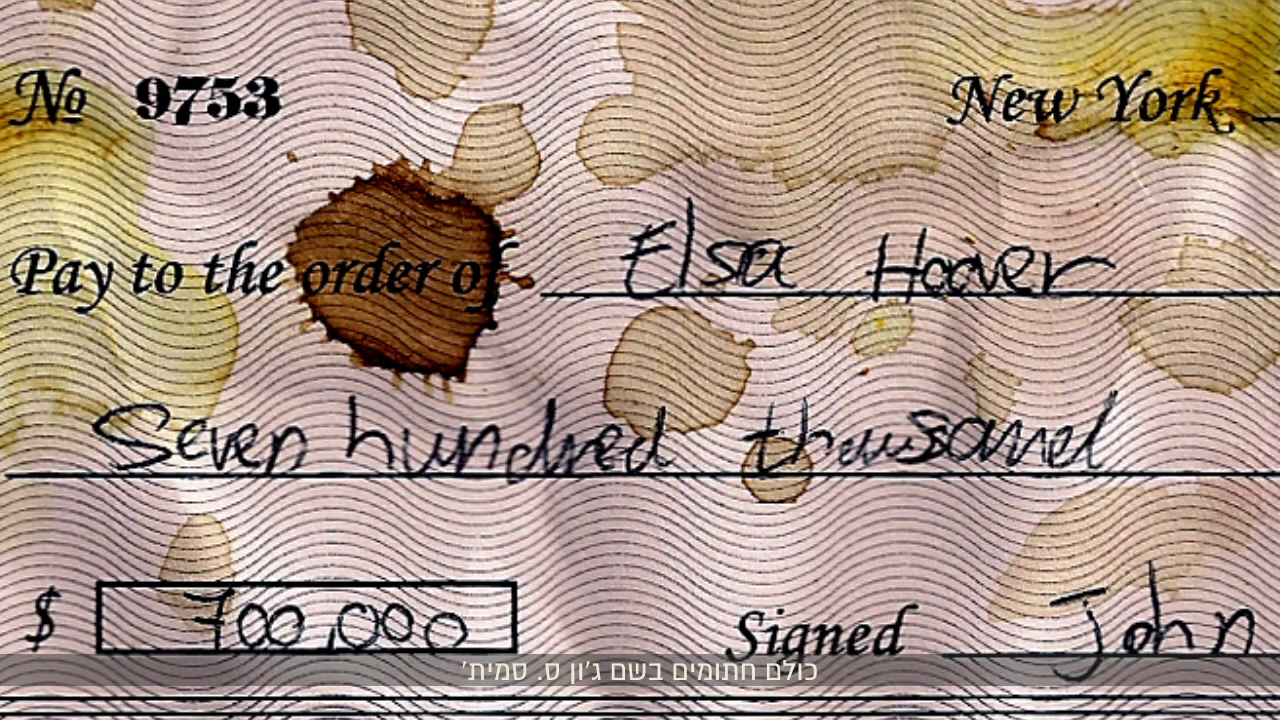 No 9753 New York
Pay to the order of Elsa Hoover
Seven hundred thousand
$ 700,000 Signed John
כולם חתומים בשם ג'ון ס. סמית'